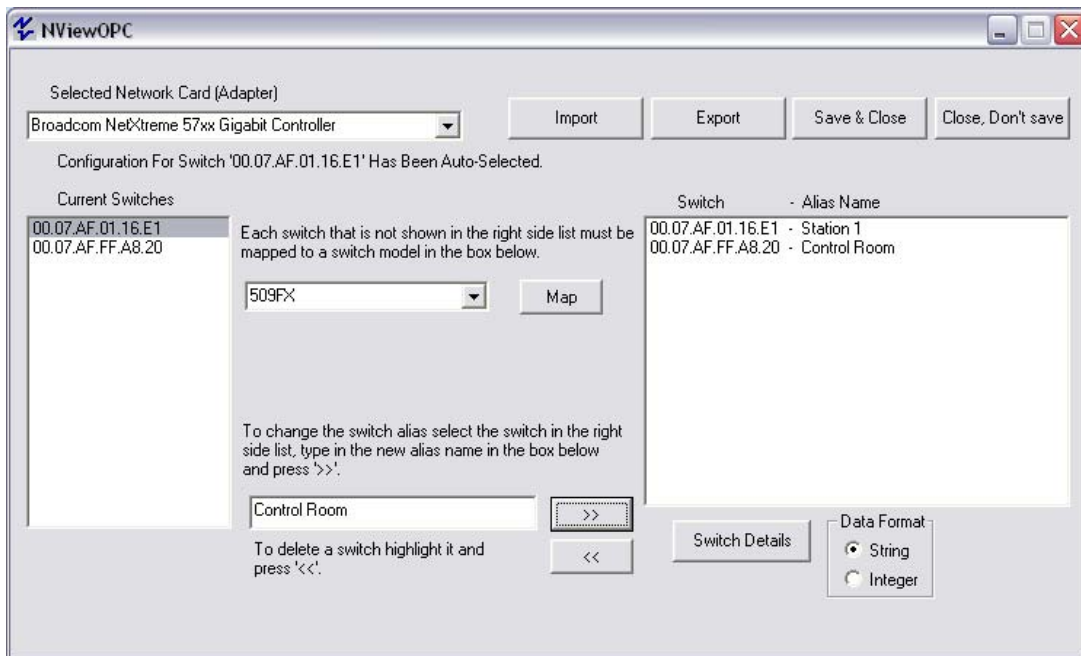 NViewOPC
Selected Network Card (Adapter)
Broadcom NetXtreme 57xx Gigabit Controller
Import
Export
Save & Close
Close, Don't save
Configuration For Switch '00.07.AF.01.16.E1' Has Been Auto-Selected.
Current Switches
00.07.AF.01.16.E1
00.07.AF.FF.A8.20
Each switch that is not shown in the right side list must be
mapped to a switch model in the box below.
509FX
Map
To change the switch alias select the switch in the right
side list, type in the new alias name in the box below
and press '>>'.
Control Room
>>
To delete a switch highlight it and
press '<<'.
<<
Switch - Alias Name
00.07.AF.01.16.E1 - Station 1
00.07.AF.FF.A8.20 - Control Room
Switch Details
Data Format
String
Integer